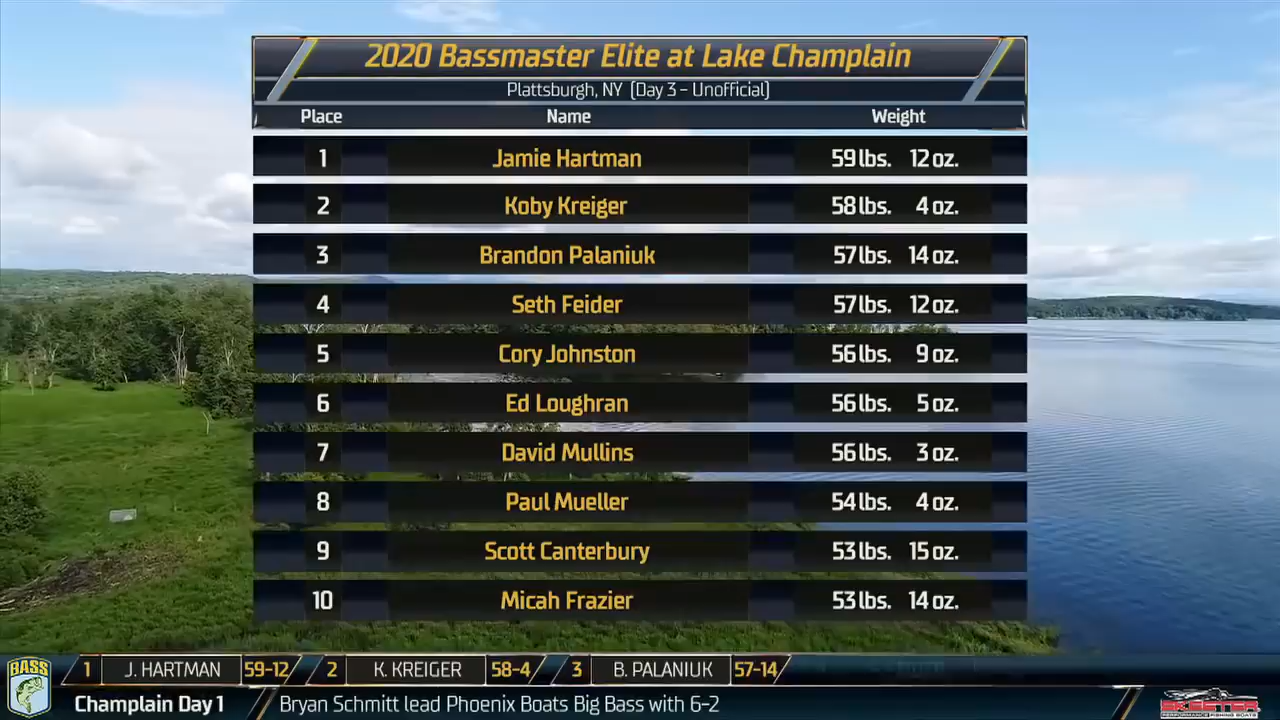 2020 Bassmaster Elite at Lake Champlain
Plattsburgh, NY (Day 3 - Unofficial)
Place Name Weight
1 Jamie Hartman 59 lbs. 12 oz.
2 Koby Kreiger 58 lbs. 4 oz.
3 Brandon Palaniuk 57 lbs. 14 oz.
4 Seth Feider 57 lbs. 12 oz.
5 Cory Johnston 56 lbs. 9 oz.
6 Ed Loughran 56 lbs. 5 oz.
7 David Mullins 56 lbs. 3 oz.
8 Paul Mueller 54 lbs. 4 oz.
9 Scott Canterbury 53 lbs. 15 oz.
10 Micah Frazier 53 lbs. 14 oz.
BASS 1 J. HARTMAN 59-12 2 K. KREIGER 58-4 3 B. PALANIUK 57-14
Champlain Day 1 Bryan Schmitt lead Phoenix Boats Big Bass with 6-2
SKEETER
PERFORMANCE FISHING BOATS